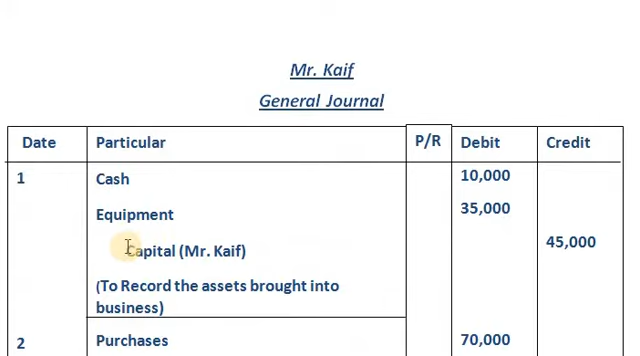 Mr. Kaif
General Journal
Date Particular P/R Debit Credit
1 Cash 10,000
Equipment 35,000
Capital (Mr. Kaif) 45,000
(To Record the assets brought into
business)
2 Purchases 70,000